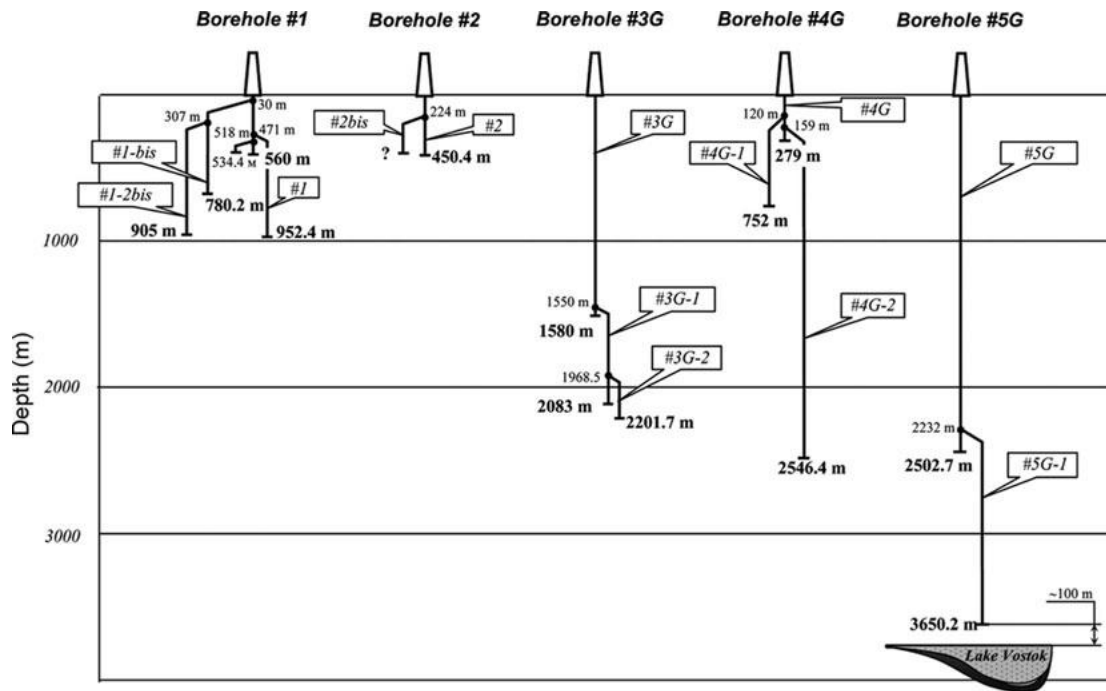 Borehole #1
Borehole #2
Borehole #3G
Borehole #4G
Borehole #5G
30 m
307 m
518 m
471 m
534.4 м
560 m
#1-bis
#1-2bis
#1
780.2 m
905 m
952.4 m
224 m
#2bis
#2
?
450.4 m
#3G
1550 m
#3G-1
1580 m
#3G-2
1968.5
2083 m
2201.7 m
#4G
120 m
159 m
#4G-1
279 m
752 m
#4G-2
2546.4 m
#5G
2232 m
2502.7 m
#5G-1
~100 m
3650.2 m
Lake Vostok
Depth (m)
1000
2000
3000